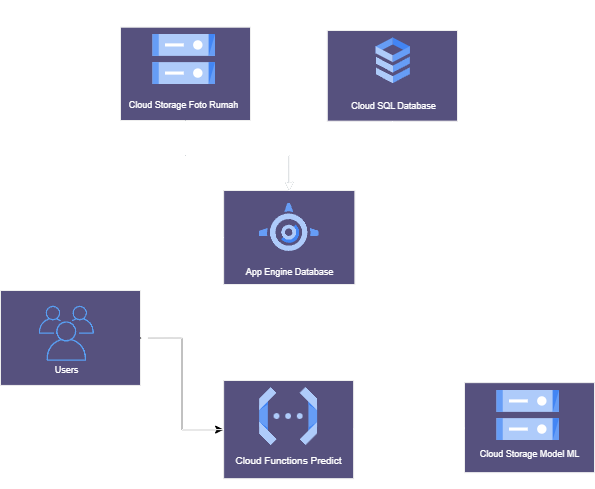 Cloud Storage Foto Rumah
Cloud SQL Database
App Engine Database
Users
Cloud Functions Predict
Cloud Storage Model ML